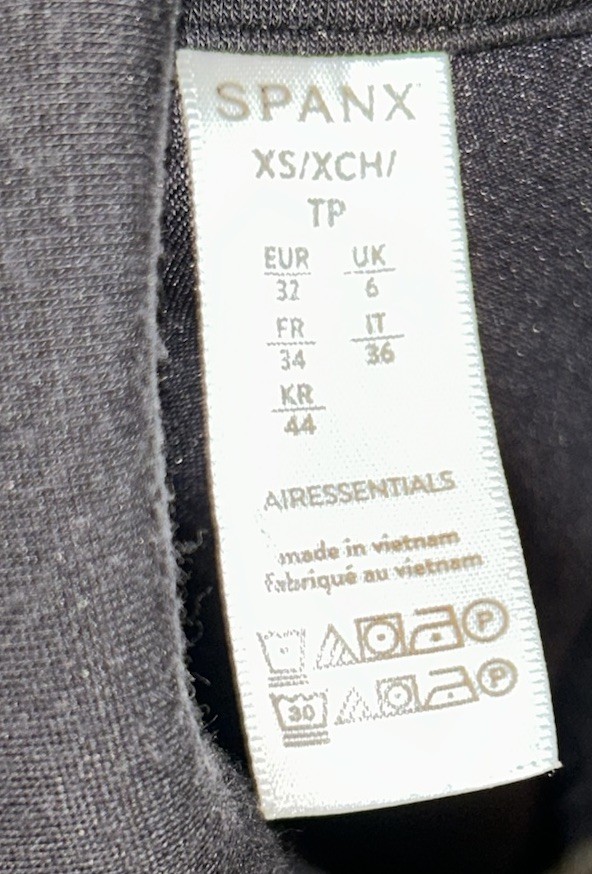 SPANX
XS/XCH/
TP
EUR UK
32 6
FR IT
34 36
KR
44
AIRESSENTIALS
made in vietnam
fabriqué au vietnam
P
30 P